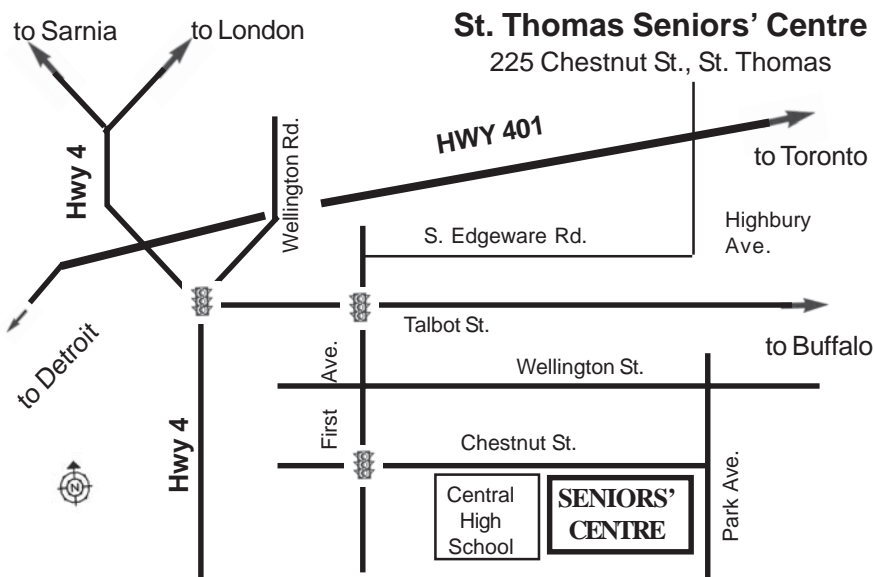 to Sarnia
to London
St. Thomas Seniors' Centre
225 Chestnut St., St. Thomas
Hwy 4
Wellington Rd.
HWY 401
to Toronto
S. Edgeware Rd.
Highbury
Ave.
Talbot St.
to Detroit
to Buffalo
First Ave.
Wellington St.
Hwy 4
Chestnut St.
Central
High
School
SENIORS'
CENTRE
Park Ave.
N